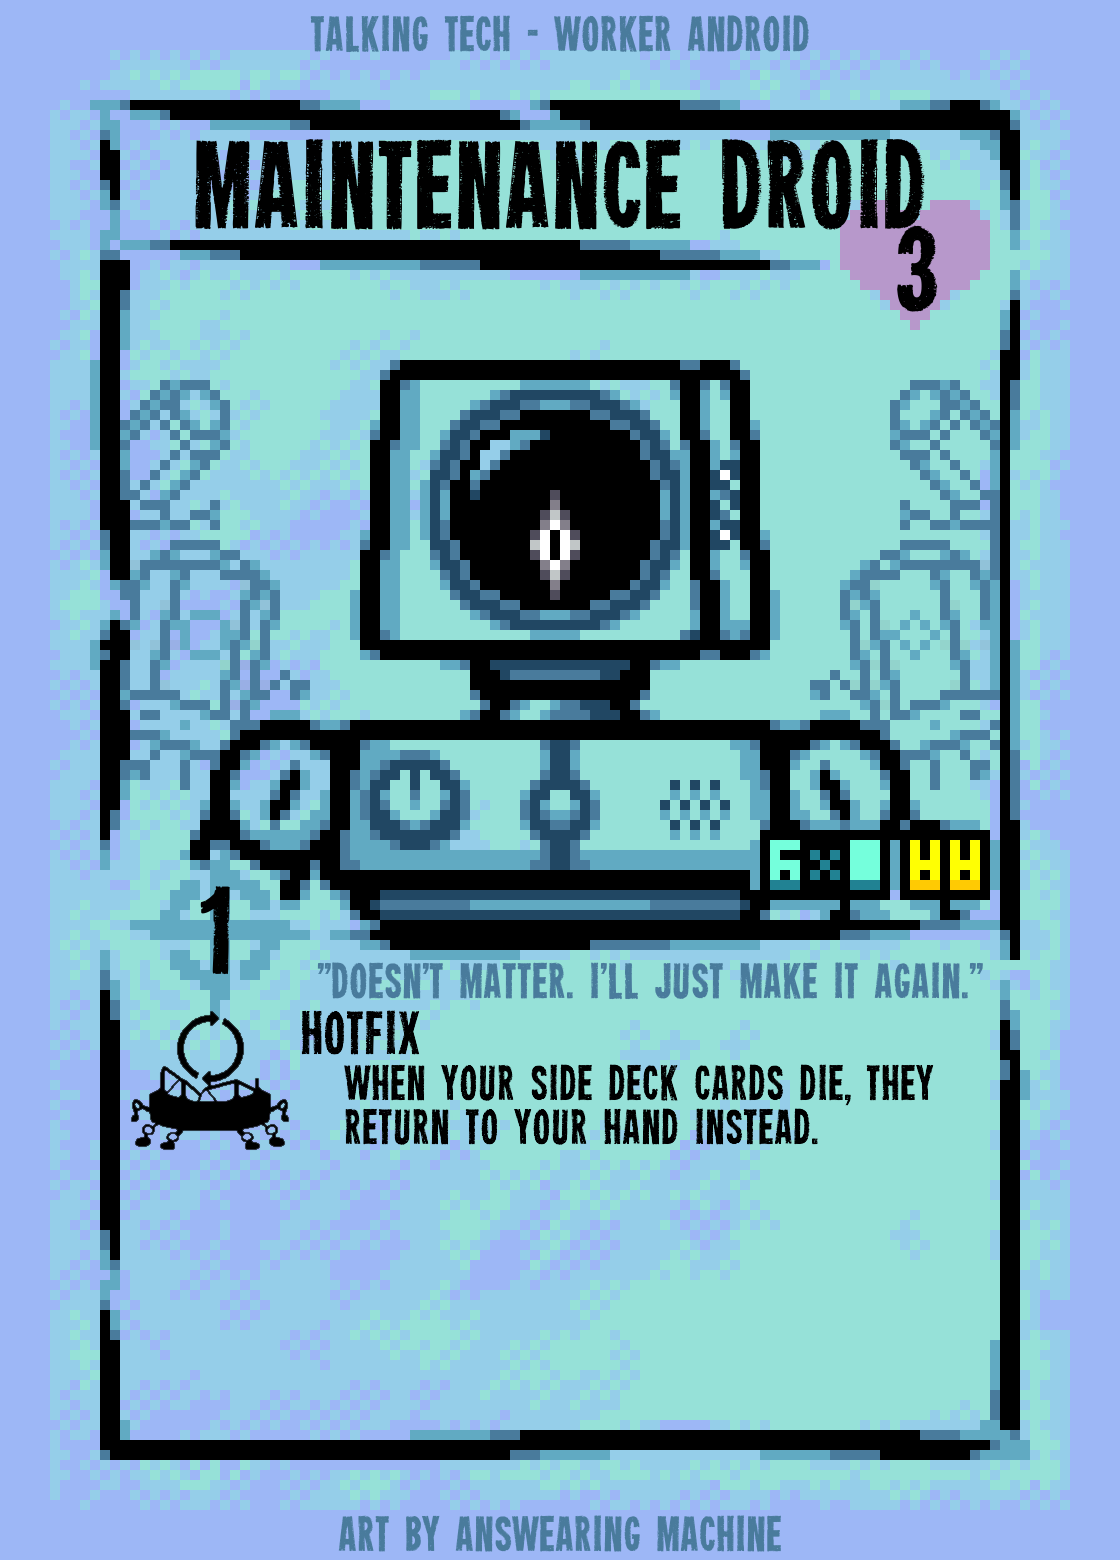 TALKING TECH - WORKER ANDROID
MAINTENANCE DROID
3
6×
1
"DOESN'T MATTER. I'LL JUST MAKE IT AGAIN."
HOTFIX
WHEN YOUR SIDE DECK CARDS DIE, THEY
RETURN TO YOUR HAND INSTEAD.
ART BY ANSWEARING MACHINE